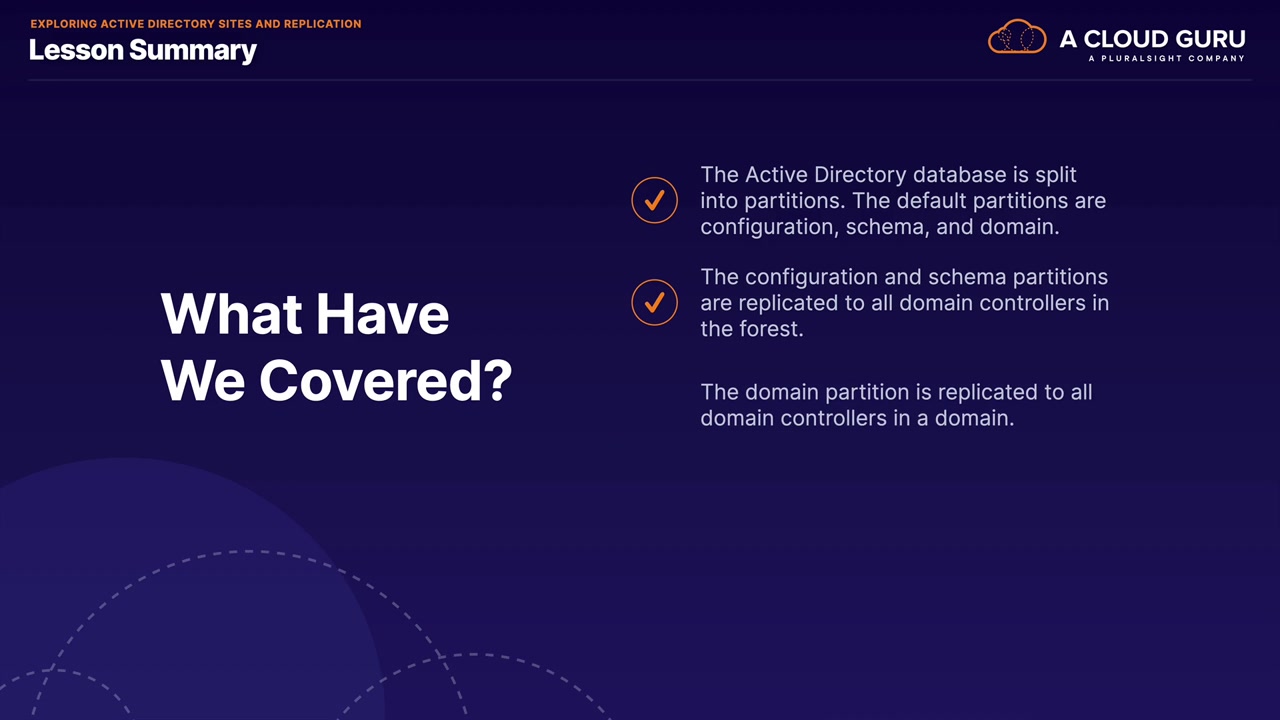 EXPLORING ACTIVE DIRECTORY SITES AND REPLICATION
Lesson Summary
A CLOUD GURU
A PLURALSIGHT COMPANY
What Have
We Covered?
The Active Directory database is split
into partitions. The default partitions are
configuration, schema, and domain.
The configuration and schema partitions
are replicated to all domain controllers in
the forest.
The domain partition is replicated to all
domain controllers in a domain.